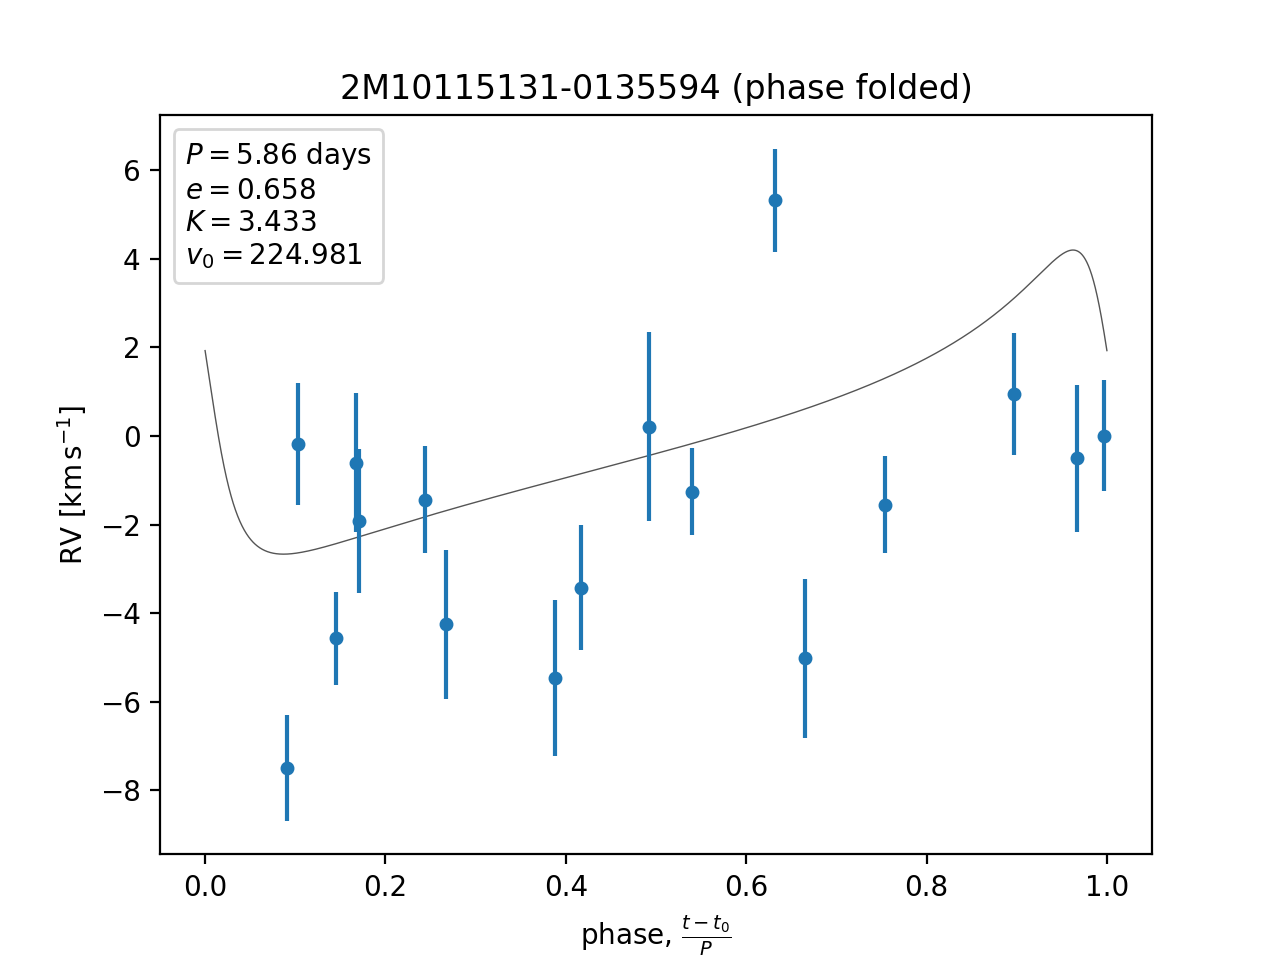 2M10115131-0135594 (phase folded)
P = 5.86 days
e = 0.658
K = 3.433
v₀ = 224.981
6
4
2
0
−2
−4
−6
−8
RV [km s⁻¹]
0.0 0.2 0.4 0.6 0.8 1.0
phase, (t − t₀)/P